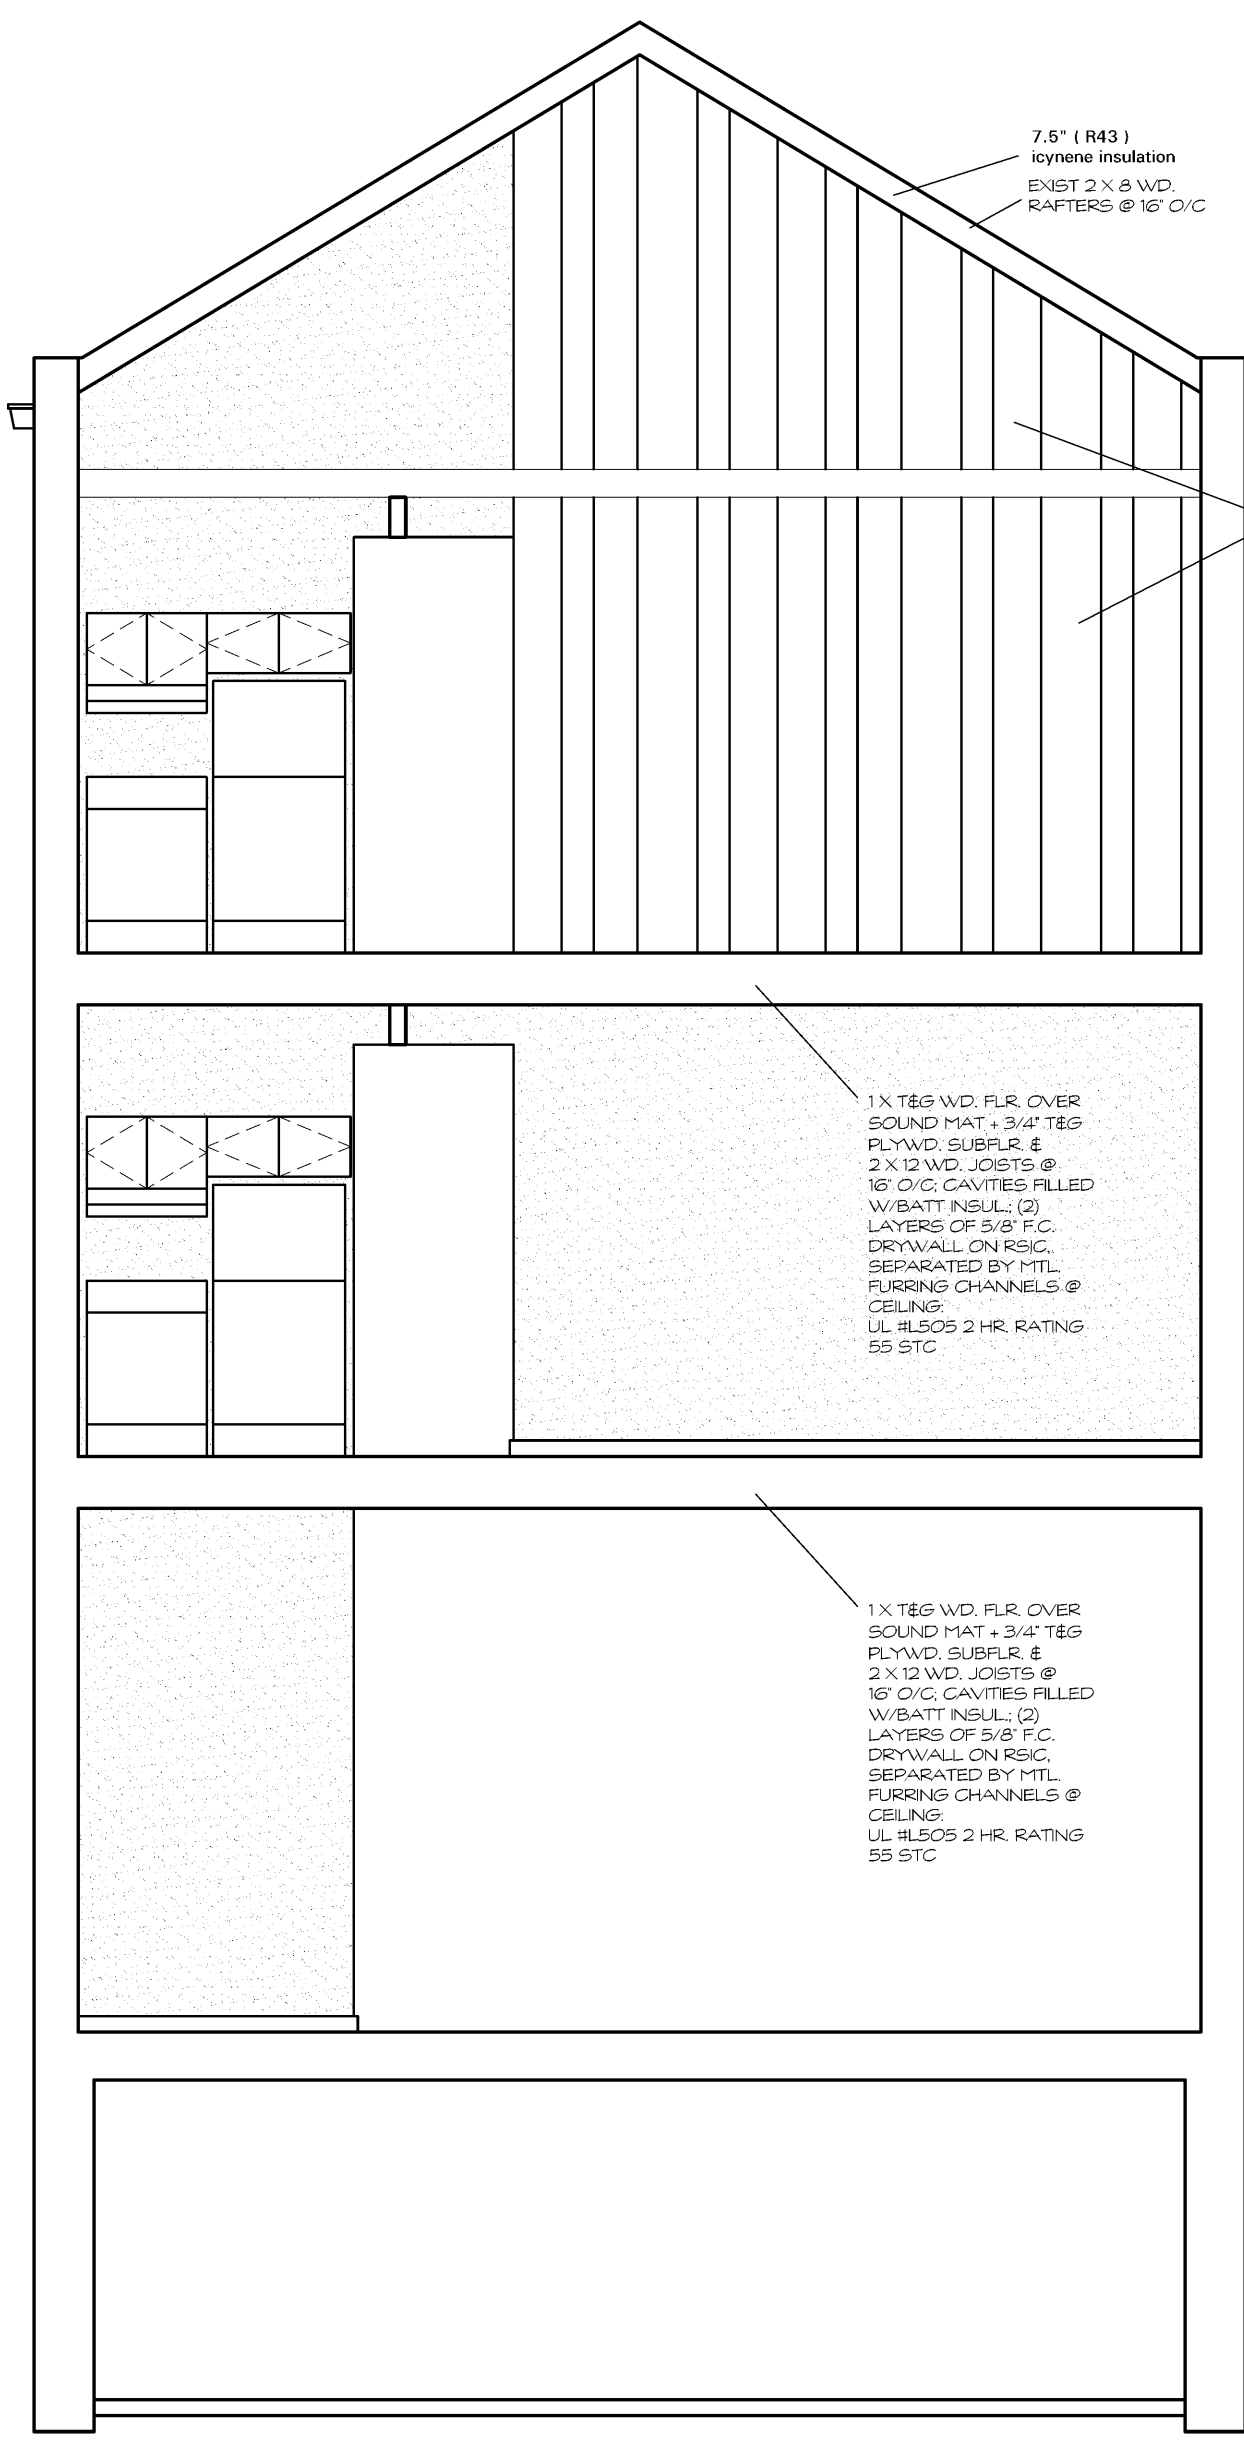 7.5" ( R43 )
icynene insulation
EXIST 2 X 8 WD.
RAFTERS @ 16" O/C
1 X T&G WD. FLR. OVER
SOUND MAT + 3/4" T&G
PLYWD. SUBFLR. &
2 X 12 WD. JOISTS @
16" O/C; CAVITIES FILLED
W/BATT INSUL.; (2)
LAYERS OF 5/8" F.C.
DRYWALL ON RSIC,
SEPARATED BY MTL.
FURRING CHANNELS @
CEILING:
UL #L505 2 HR. RATING
55 STC
1 X T&G WD. FLR. OVER
SOUND MAT + 3/4" T&G
PLYWD. SUBFLR. &
2 X 12 WD. JOISTS @
16" O/C; CAVITIES FILLED
W/BATT INSUL.; (2)
LAYERS OF 5/8" F.C.
DRYWALL ON RSIC,
SEPARATED BY MTL.
FURRING CHANNELS @
CEILING:
UL #L505 2 HR. RATING
55 STC